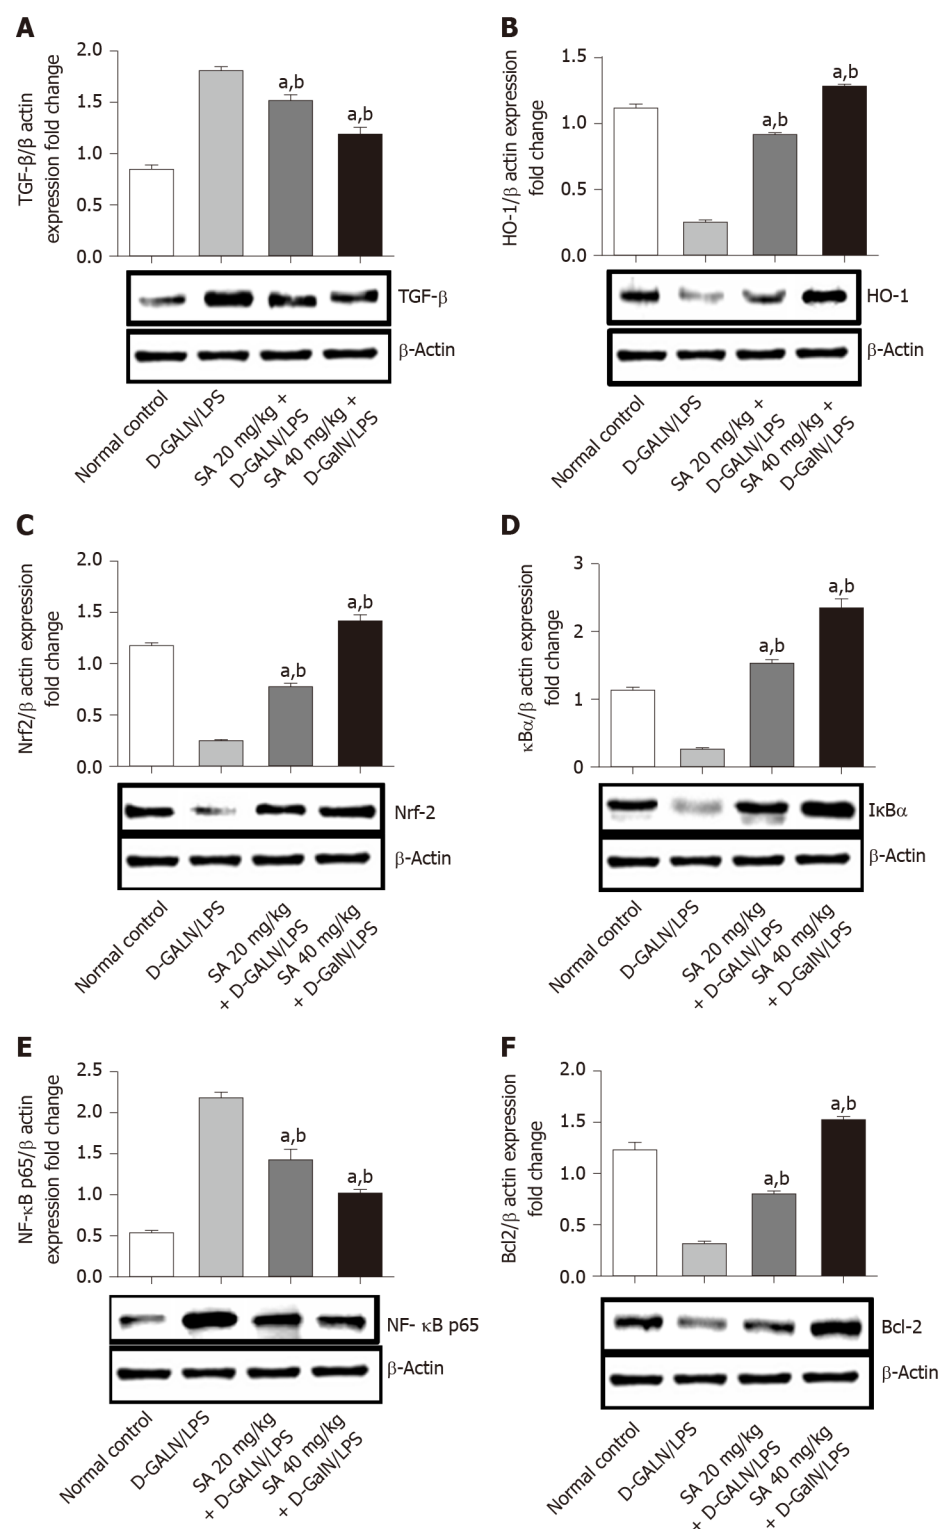 A
TGF-β/β actin
expression fold change
2.0
1.5
1.0
0.5
0.0
a,b
a,b
TGF-β
β-Actin
Normal control
D-GALN/LPS
SA 20 mg/kg +
D-GALN/LPS
SA 40 mg/kg +
D-GalN/LPS
B
HO-1/β actin expression
fold change
1.5
1.0
0.5
0.0
a,b
a,b
HO-1
β-Actin
Normal control
D-GALN/LPS
SA 20 mg/kg +
D-GALN/LPS
SA 40 mg/kg +
D-GalN/LPS
C
Nrf2/β actin expression
fold change
2.0
1.5
1.0
0.5
0.0
a,b
a,b
Nrf-2
β-Actin
Normal control
D-GALN/LPS
SA 20 mg/kg
+ D-GALN/LPS
SA 40 mg/kg
+ D-GalN/LPS
D
κBα/β actin expression
fold change
3
2
1
0
a,b
a,b
IκBα
β-Actin
Normal control
D-GALN/LPS
SA 20 mg/kg
+ D-GALN/LPS
SA 40 mg/kg
+ D-GalN/LPS
E
NF-κB p65/β actin
expression fold change
2.5
2.0
1.5
1.0
0.5
0.0
a,b
a,b
NF- κB p65
β-Actin
Normal control
D-GALN/LPS
SA 20 mg/kg
+ D-GALN/LPS
SA 40 mg/kg
+ D-GalN/LPS
F
Bcl2/β actin expression
fold change
2.0
1.5
1.0
0.5
0.0
a,b
a,b
Bcl-2
β-Actin
Normal control
D-GALN/LPS
SA 20 mg/kg
+ D-GALN/LPS
SA 40 mg/kg
+ D-GalN/LPS